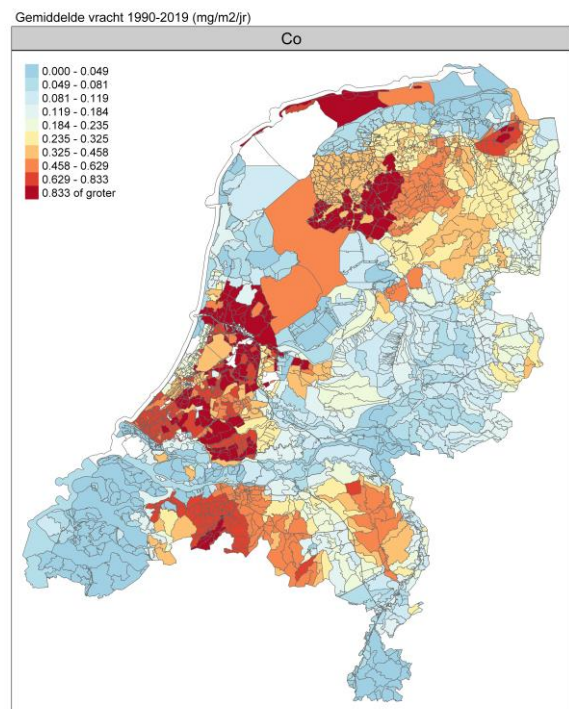 Gemiddelde vracht 1990-2019 (mg/m2/jr)
Co
0.000 - 0.049
0.049 - 0.081
0.081 - 0.119
0.119 - 0.184
0.184 - 0.235
0.235 - 0.325
0.325 - 0.458
0.458 - 0.629
0.629 - 0.833
0.833 of groter